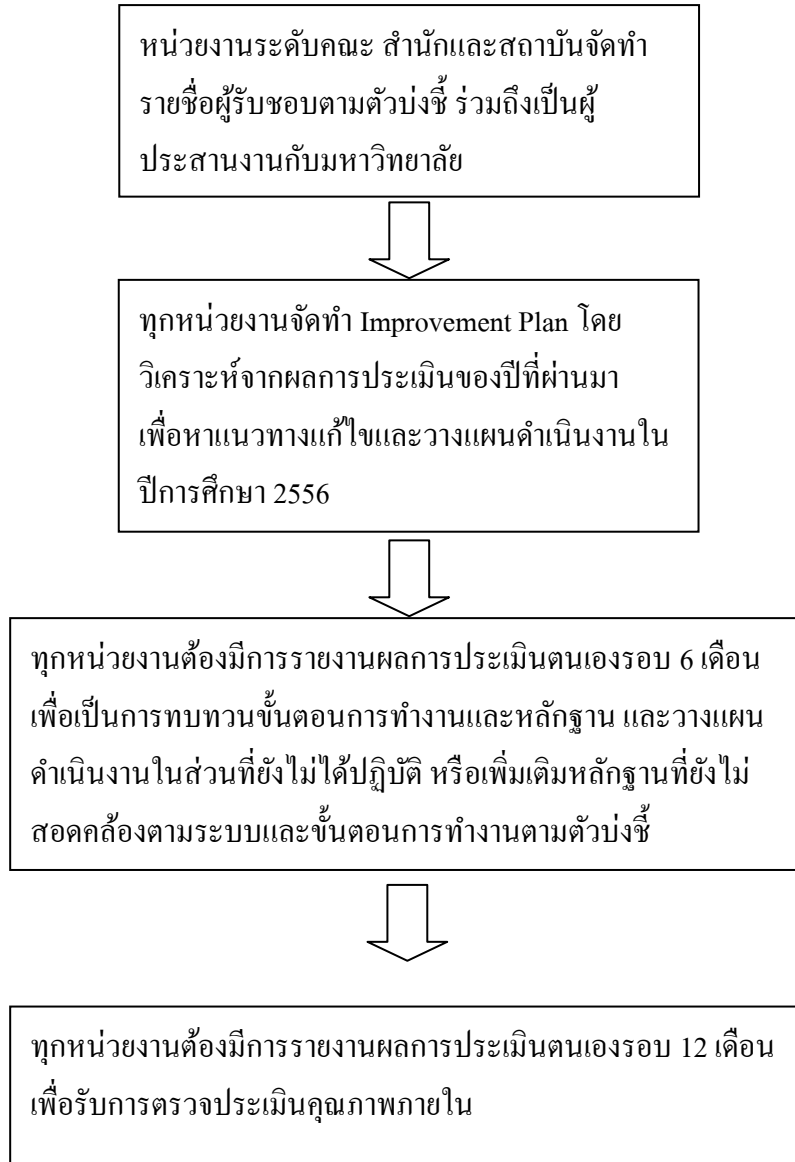 หน่วยงานระดับคณะ สำนักและสถาบันจัดทำ
รายชื่อผู้รับชอบตามตัวบ่งชี้ ร่วมถึงเป็นผู้
ประสานงานกับมหาวิทยาลัย
ทุกหน่วยงานจัดทำ Improvement Plan โดย
วิเคราะห์จากผลการประเมินของปีที่ผ่านมา
เพื่อหาแนวทางแก้ไขและวางแผนดำเนินงานใน
ปีการศึกษา 2556
ทุกหน่วยงานต้องมีการรายงานผลการประเมินตนเองรอบ 6 เดือน
เพื่อเป็นการทบทวนขั้นตอนการทำงานและหลักฐาน และวางแผน
ดำเนินงานในส่วนที่ยังไม่ได้ปฏิบัติ หรือเพิ่มเติมหลักฐานที่ยังไม่
สอดคล้องตามระบบและขั้นตอนการทำงานตามตัวบ่งชี้
ทุกหน่วยงานต้องมีการรายงานผลการประเมินตนเองรอบ 12 เดือน
เพื่อรับการตรวจประเมินคุณภาพภายใน